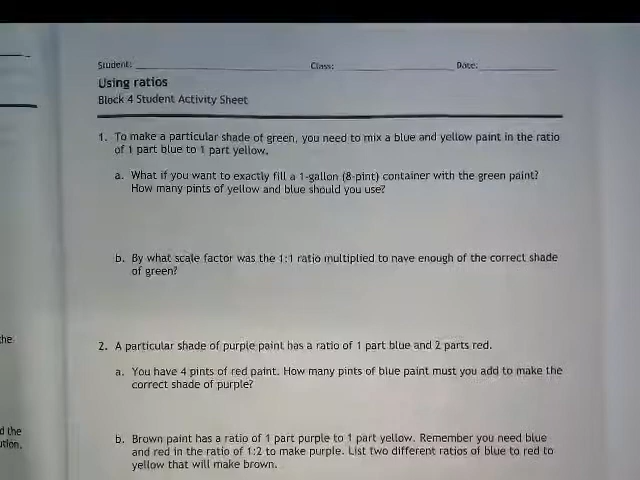 Student: Class: Date:
Using ratios
Block 4 Student Activity Sheet
1. To make a particular shade of green, you need to mix a blue and yellow paint in the ratio
of 1 part blue to 1 part yellow.
a. What if you want to exactly fill a 1-gallon (8-pint) container with the green paint?
How many pints of yellow and blue should you use?
b. By what scale factor was the 1:1 ratio multiplied to have enough of the correct shade
of green?
2. A particular shade of purple paint has a ratio of 1 part blue and 2 parts red.
a. You have 4 pints of red paint. How many pints of blue paint must you add to make the
correct shade of purple?
b. Brown paint has a ratio of 1 part purple to 1 part yellow. Remember you need blue
and red in the ratio of 1:2 to make purple. List two different ratios of blue to red to
yellow that will make brown.